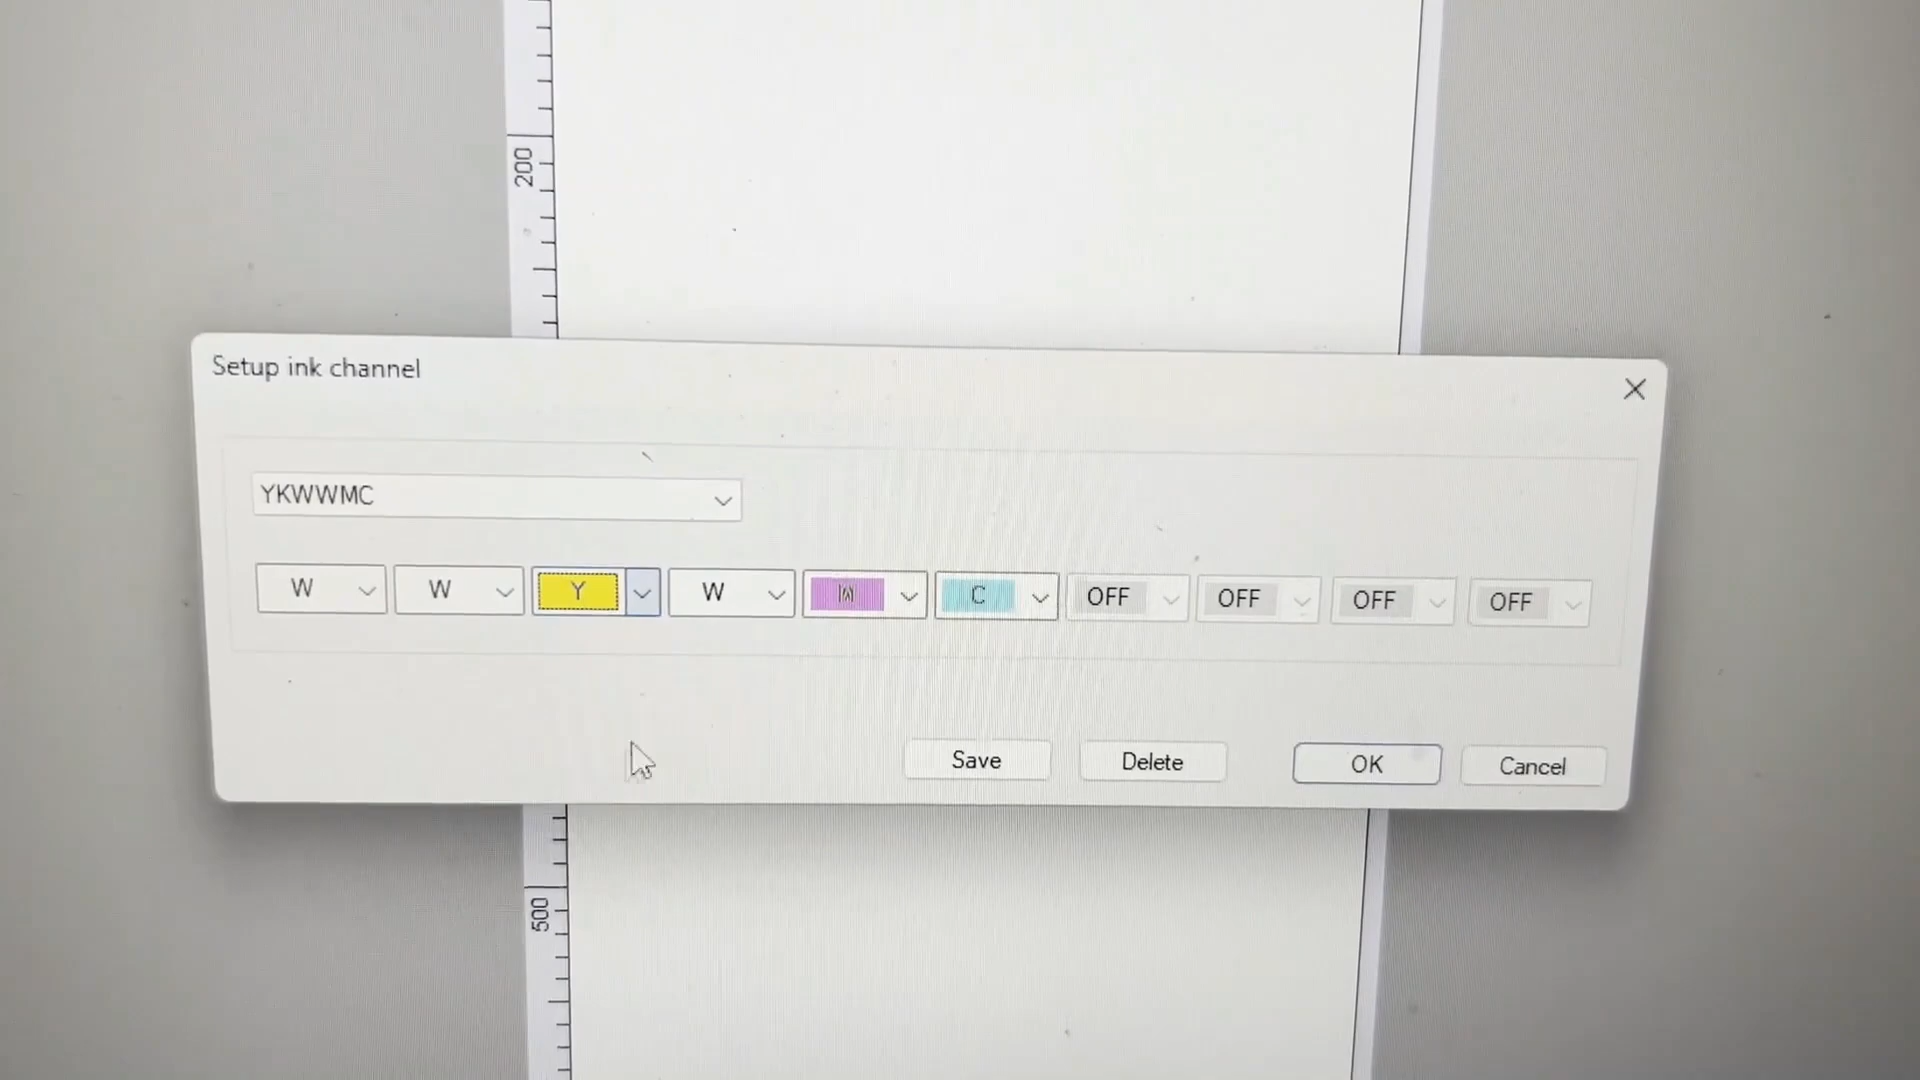 200
Setup ink channel
YKWWMC
W W Y W M C OFF OFF OFF OFF
Save Delete OK Cancel
500